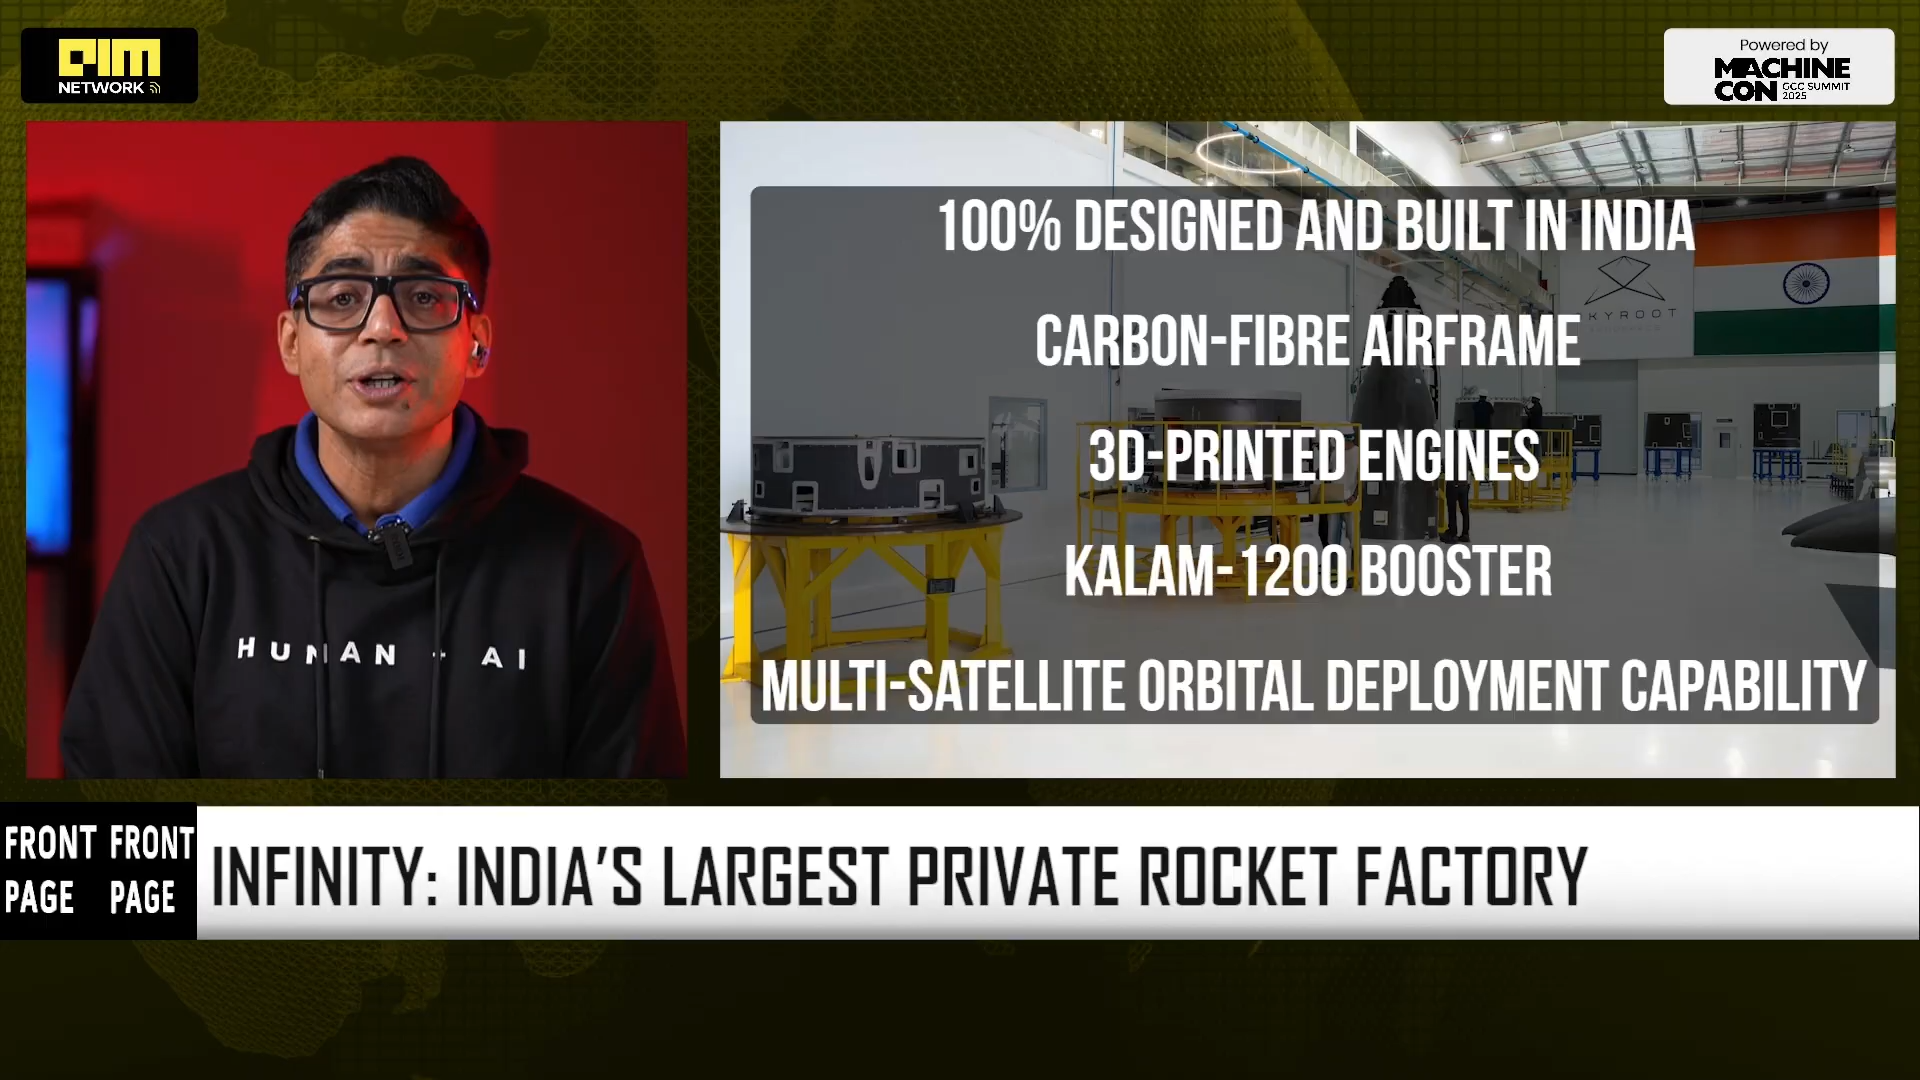 AIM
NETWORK
Powered by
MACHINE
CON GCC SUMMIT
2025
100% DESIGNED AND BUILT IN INDIA
CARBON-FIBRE AIRFRAME
3D-PRINTED ENGINES
KALAM-1200 BOOSTER
MULTI-SATELLITE ORBITAL DEPLOYMENT CAPABILITY
KYROOT
HUMAN + AI
FRONT FRONT
PAGE PAGE
INFINITY: INDIA’S LARGEST PRIVATE ROCKET FACTORY